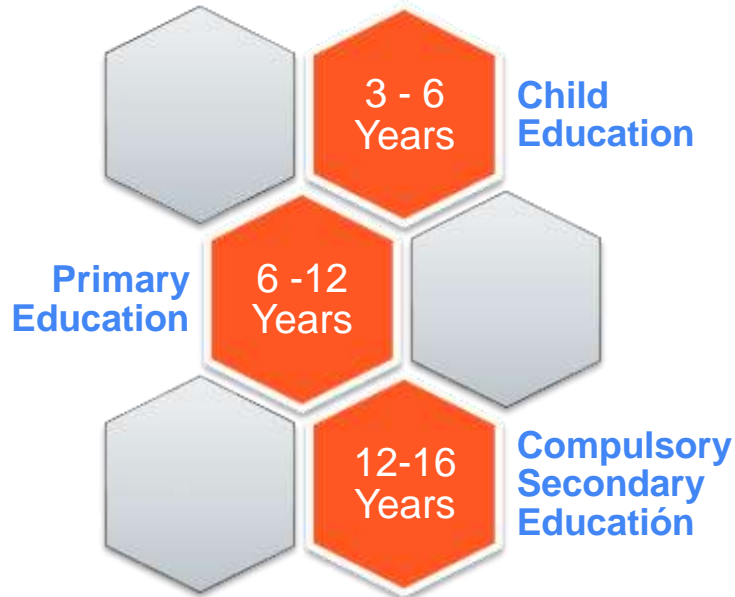 3 - 6
Years
Child
Education
Primary
Education
6 -12
Years
12-16
Years
Compulsory
Secondary
Educatión